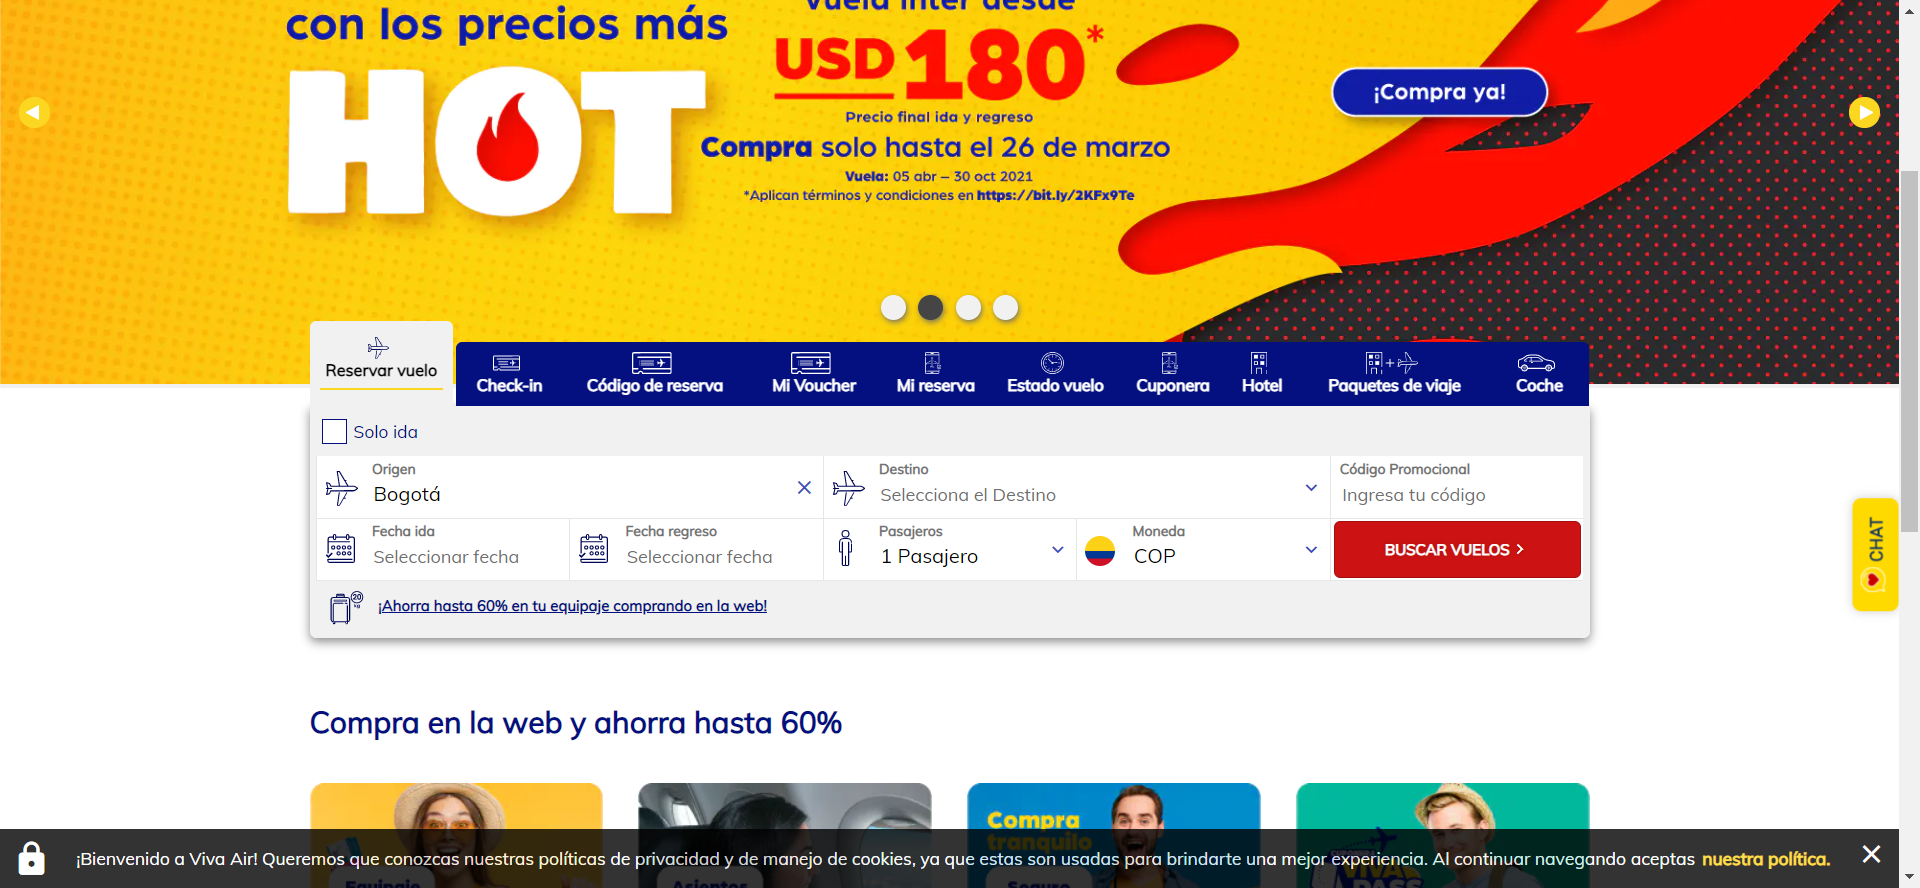 con los precios más
HOT
Vuela inter desde
USD 180*
Precio final ida y regreso
Compra solo hasta el 26 de marzo
Vuela: 05 abr – 30 oct 2021
*Aplican términos y condiciones en https://bit.ly/2KFx9Te
¡Compra ya!
Reservar vuelo
Check-in
Código de reserva
Mi Voucher
Mi reserva
Estado vuelo
Cuponera
Hotel
Paquetes de viaje
Coche
Solo ida
Origen
Bogotá
Destino
Selecciona el Destino
Código Promocional
Ingresa tu código
Fecha ida
Seleccionar fecha
Fecha regreso
Seleccionar fecha
Pasajeros
1 Pasajero
Moneda
COP
BUSCAR VUELOS
20 kg
¡Ahorra hasta 60% en tu equipaje comprando en la web!
CHAT
Compra en la web y ahorra hasta 60%
Compra
tranquilo
¡Bienvenido a Viva Air! Queremos que conozcas nuestras políticas de privacidad y de manejo de cookies, ya que estas son usadas para brindarte una mejor experiencia. Al continuar navegando aceptas nuestra política.
Equipaje
Asientos
Seguro
VIVA
PASS